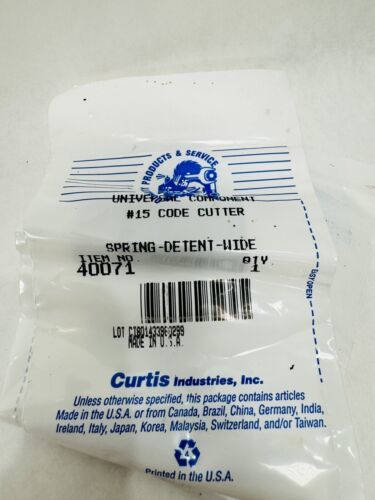 PRODUCTS & SERVICE
UNIVERSAL COMPONENT
#15 CODE CUTTER
SPRING-DETENT-WIDE
ITEM NO. QTY
40071 1
LOT
MADE IN U.S.A.
EASY OPEN
Curtis Industries, Inc.
Unless otherwise specified, this package contains articles
Made in the U.S.A. or from Canada, Brazil, China, Germany, India,
Ireland, Italy, Japan, Korea, Malaysia, Switzerland, and/or Taiwan.
4
Printed in the U.S.A.